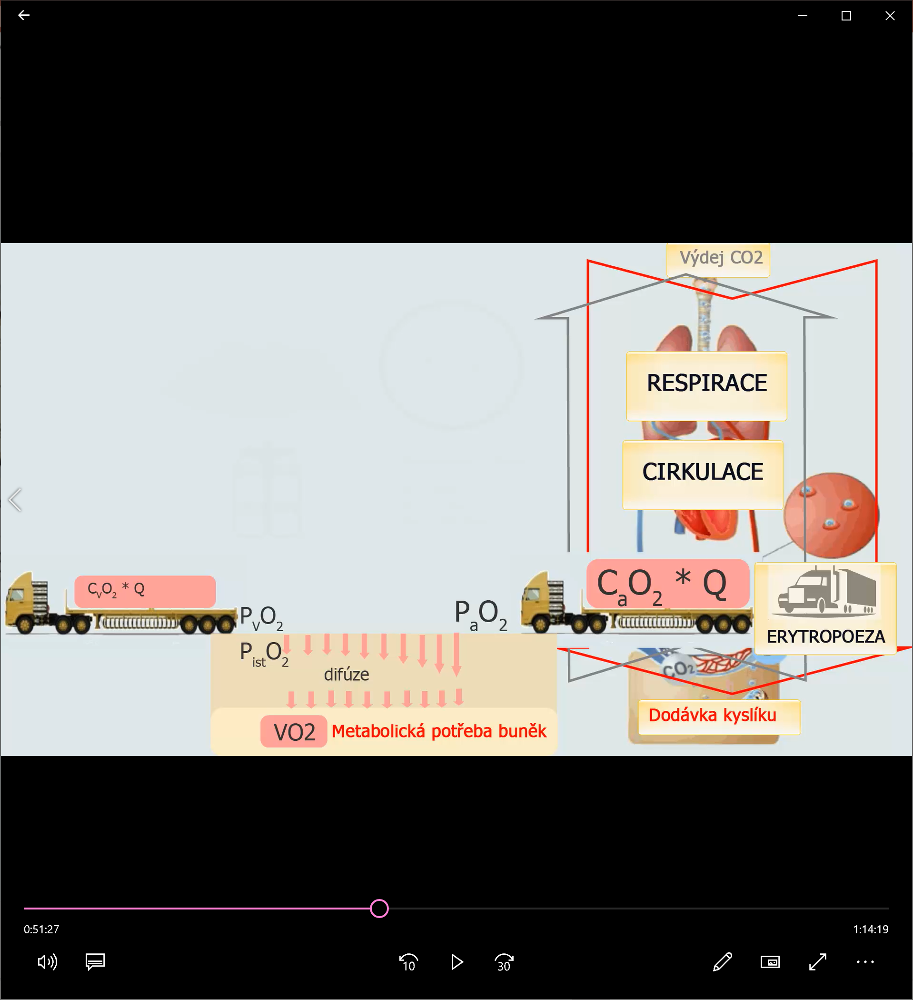 Výdej CO2
RESPIRACE
CIRKULACE
CvO2 * Q
CaO2 * Q
PvO2
PaO2
ERYTROPOEZA
PistO2
difúze
CO2
Dodávka kyslíku
VO2 Metabolická potřeba buněk
0:51:27
1:14:19
10
30